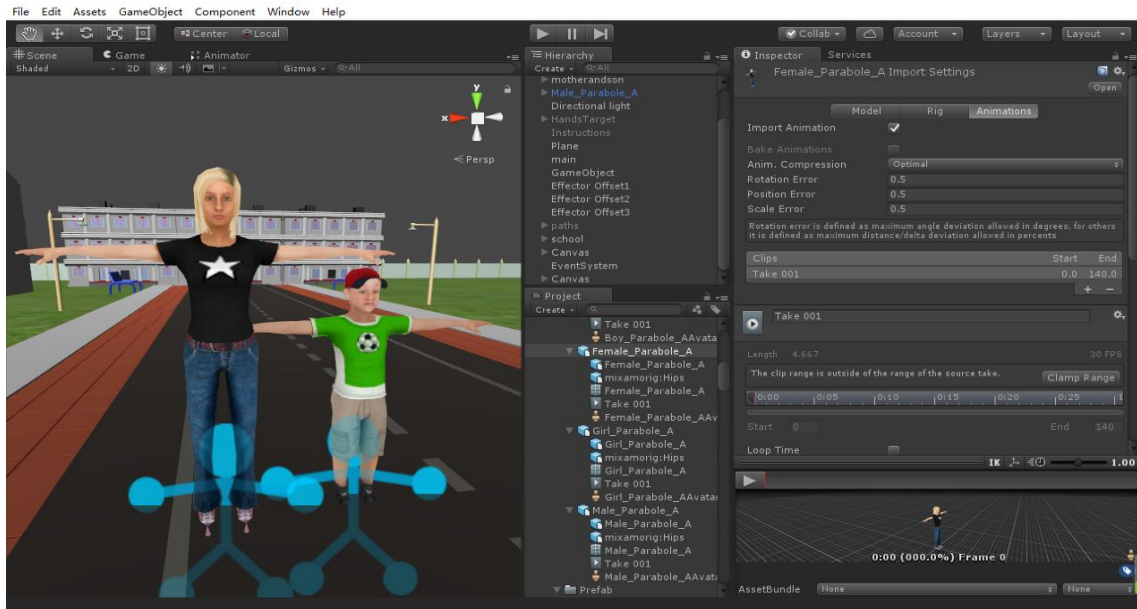 File Edit Assets GameObject Component Window Help
Center Local
Collab Account Layers Layout
Scene Game Animator
Shaded 2D Gizmos All
y
x
Persp
Hierarchy
Create All
motherandson
Male_Parabole_A
Directional light
HandsTarget
Instructions
Plane
main
GameObject
Effector Offset1
Effector Offset2
Effector Offset3
paths
school
Canvas
EventSystem
Canvas
Project
Create
Take 001
Boy_Parabole_AAvata
Female_Parabole_A
Female_Parabole_A
mixamorig:Hips
Female_Parabole_A
Take 001
Female_Parabole_AAv
Girl_Parabole_A
Girl_Parabole_A
mixamorig:Hips
Girl_Parabole_A
Take 001
Girl_Parabole_AAvatar
Male_Parabole_A
Male_Parabole_A
mixamorig:Hips
Male_Parabole_A
Take 001
Male_Parabole_AAvata
Prefab
Inspector Services
Female_Parabole_A Import Settings
Open
Model Rig Animations
Import Animation
Bake Animations
Anim. Compression Optimal
Rotation Error 0.5
Position Error 0.5
Scale Error 0.5
Rotation error is defined as maximum angle deviation allowed in degrees, for others
it is defined as maximum distance/delta deviation allowed in percents
Clips Start End
Take 001 0.0 140.0
+ −
Take 001
Length 4.667 30 FPS
The clip range is outside of the range of the source take. Clamp Range
0:00 0:05 0:10 0:15 0:20 0:25 1
Start 0 End 140
Loop Time
IK 1.00
0:00 (000.0%) Frame 0
AssetBundle None None